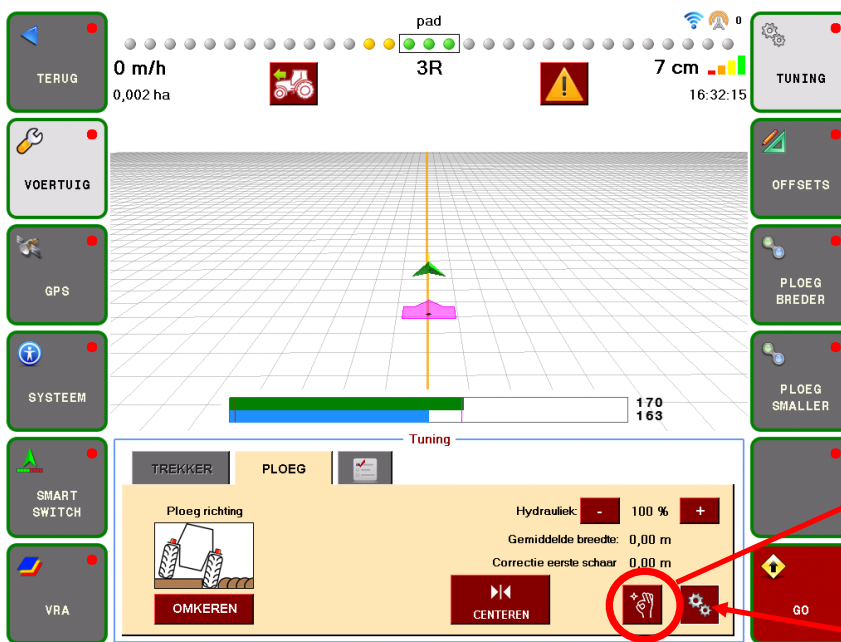 pad
0
0 m/h
3R
7 cm
0,002 ha
16:32:15
TERUG
VOERTUIG
GPS
SYSTEEM
SMART
SWITCH
VRA
TUNING
OFFSETS
PLOEG
BREDER
PLOEG
SMALLER
GO
170
163
Tuning
TREKKER
PLOEG
Ploeg richting
OMKEREN
Hydrauliek: - 100 % +
Gemiddelde breedte: 0,00 m
Correctie eerste schaar 0,00 m
CENTEREN